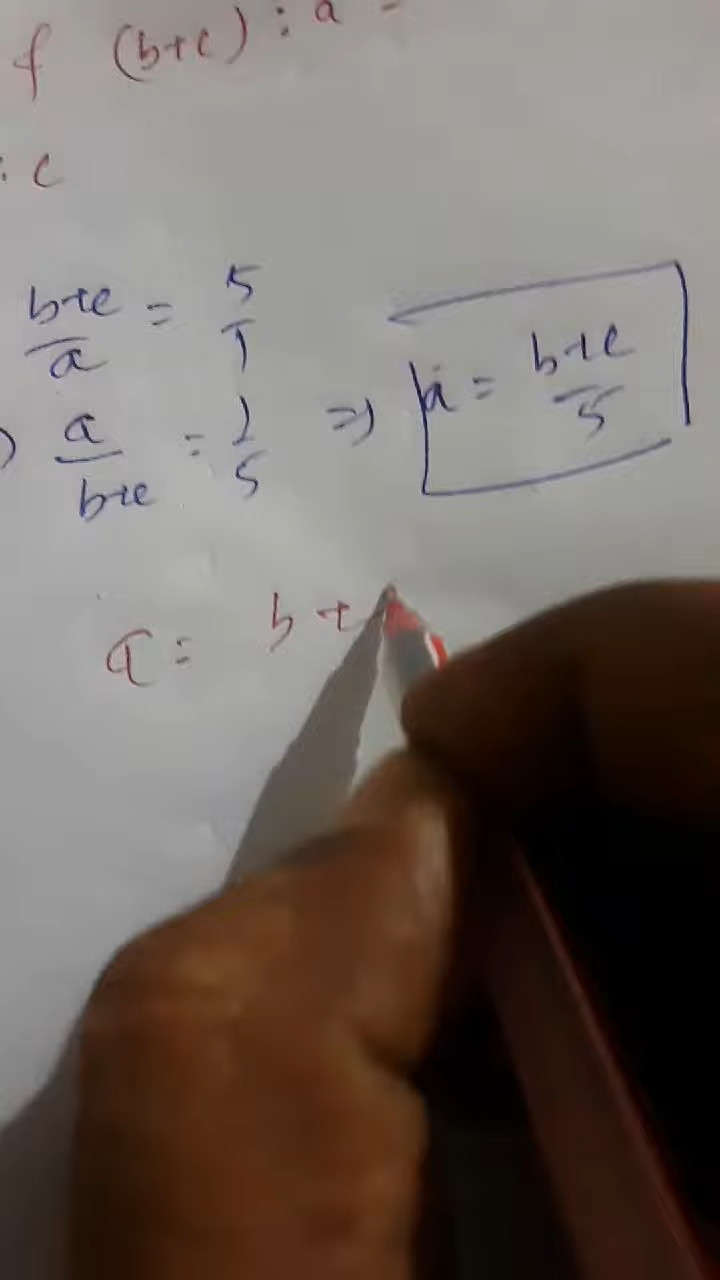 f (b+c) : a =
: c
b+c/a = 5/1
) a/b+c = 1/5 => a = b+c/5
a = b +